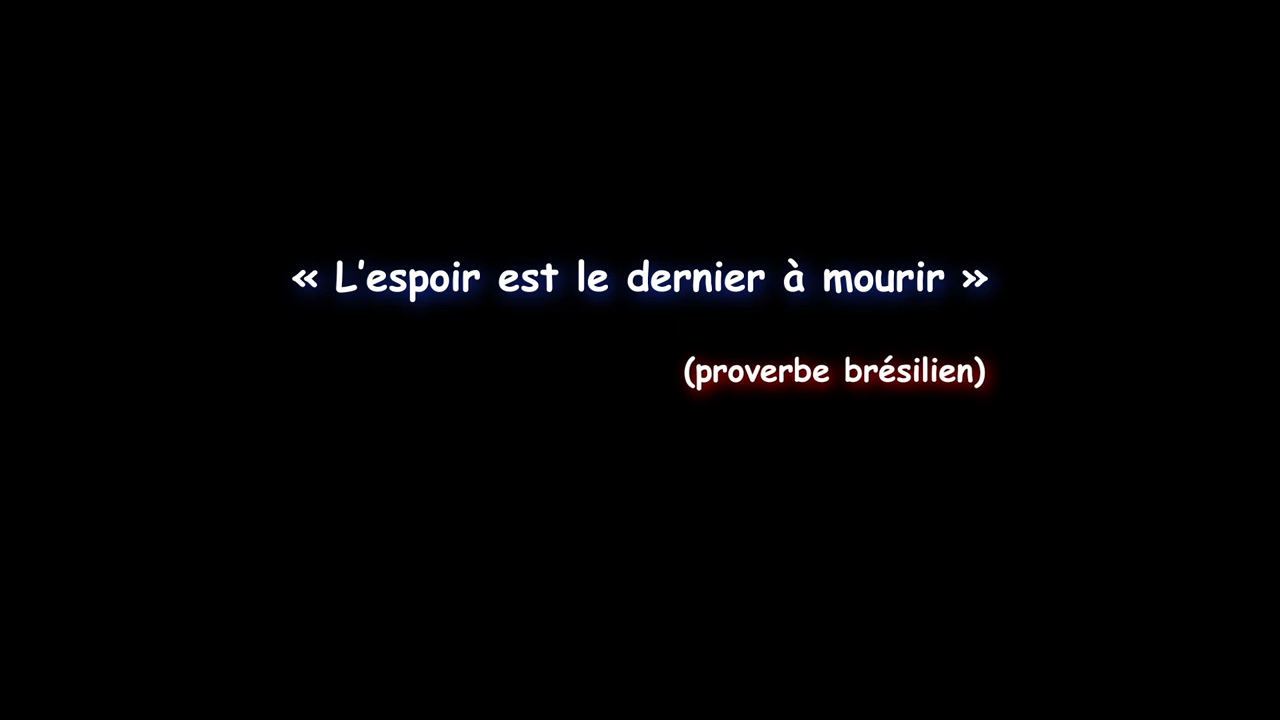 « L'espoir est le dernier à mourir »
(proverbe brésilien)